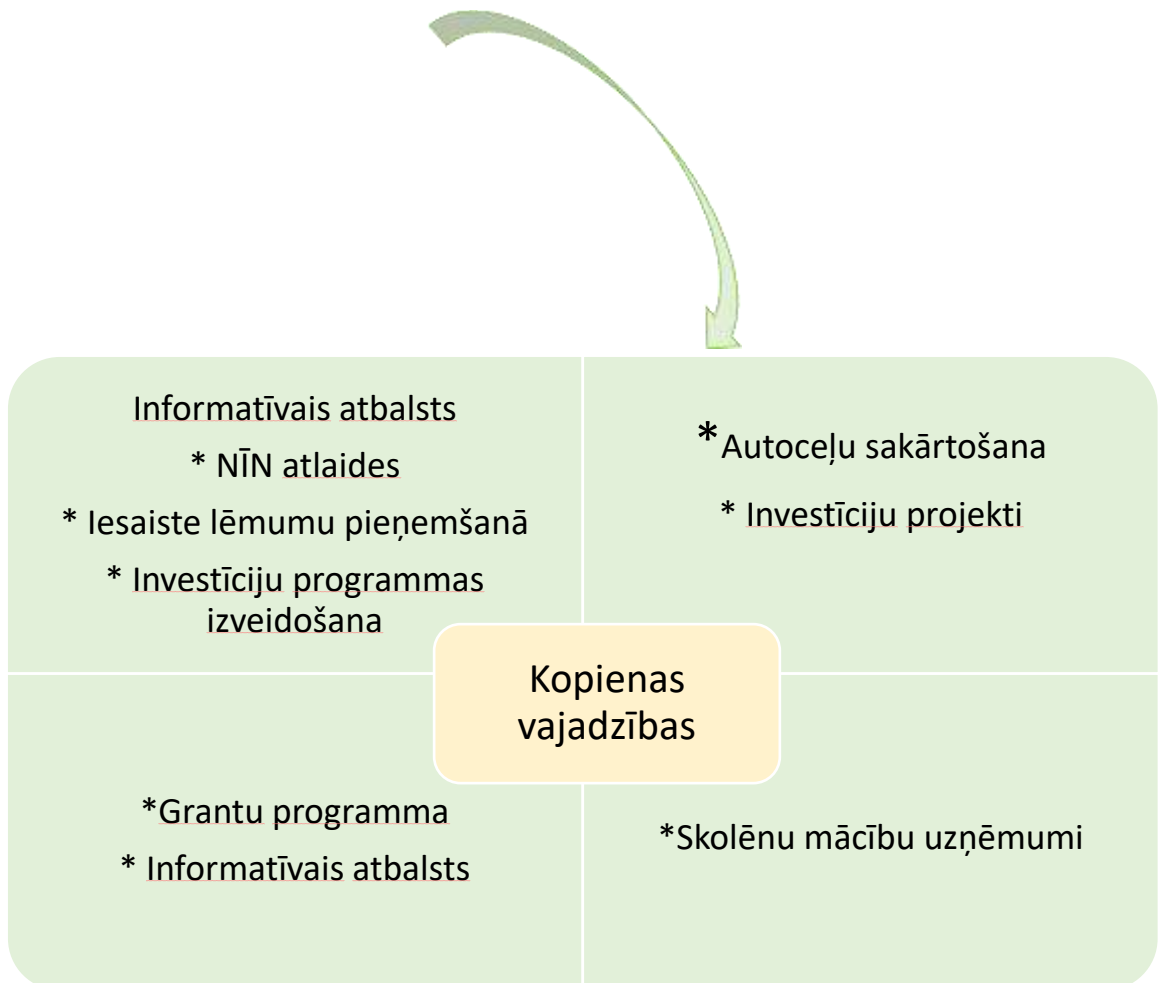 Informatīvais atbalsts
* NĪN atlaides
* Iesaiste lēmumu pieņemšanā
* Investīciju programmas
izveidošana
*Autoceļu sakārtošana
* Investīciju projekti
Kopienas
vajadzības
*Grantu programma
* Informatīvais atbalsts
*Skolēnu mācību uzņēmumi